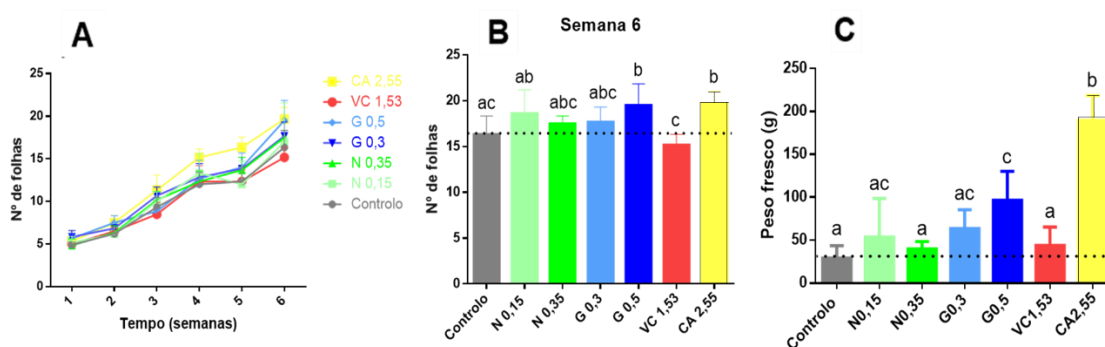 A
Nº de folhas
25
20
15
10
5
0
1
2
3
4
5
6
Tempo (semanas)
CA 2,55
VC 1,53
G 0,5
G 0,3
N 0,35
N 0,15
Controlo
B
Semana 6
Nº de folhas
25
20
15
10
5
0
ac
ab
abc
abc
b
c
b
Controlo
N 0,15
N 0,35
G 0,3
G 0,5
VC 1,53
CA 2,55
C
Peso fresco (g)
250
200
150
100
50
0
a
ac
a
ac
c
a
b
Controlo
N0,15
N0,35
G0,3
G0,5
VC1,53
CA2,55